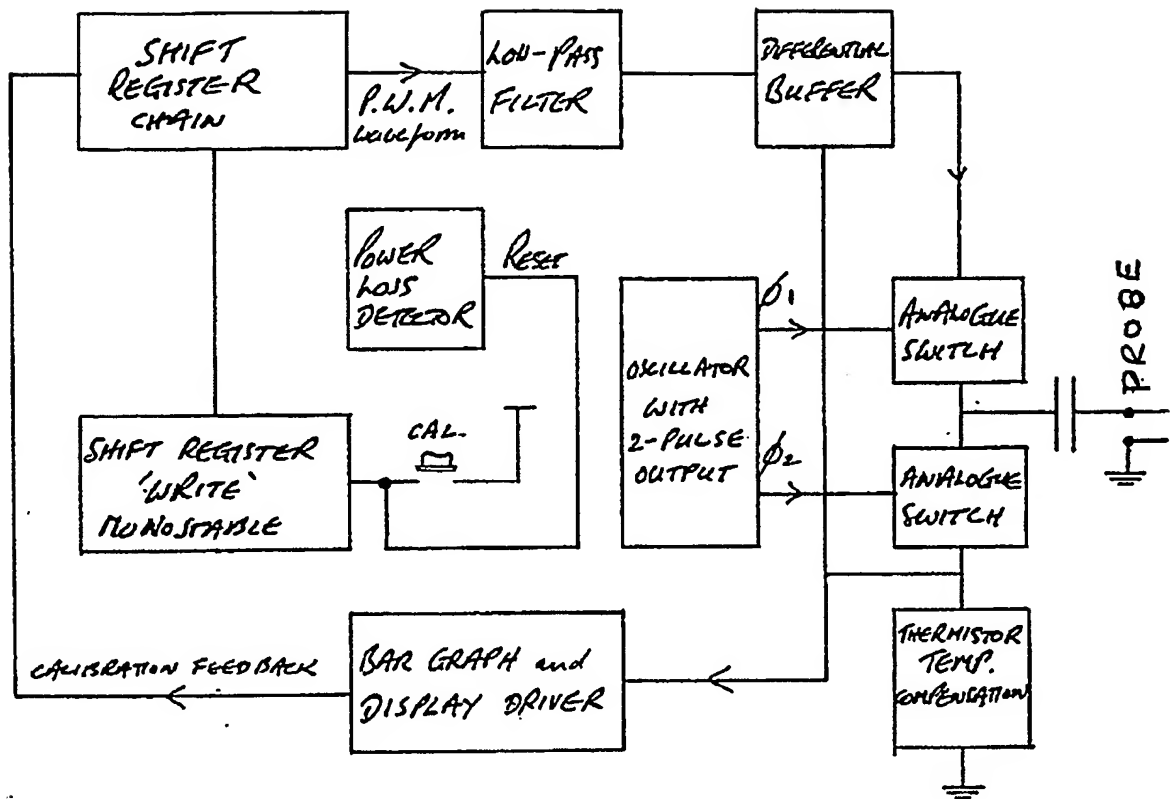 SHIFT
REGISTER
CHAIN
P.W.M.
waveform
LOW-PASS
FILTER
DIFFERENTIAL
BUFFER
POWER
LOSS
DETECTOR
RESET
OSCILLATOR
WITH
2-PULSE
OUTPUT
ϕ1
ϕ2
ANALOGUE
SWITCH
PROBE
ANALOGUE
SWITCH
SHIFT REGISTER
'WRITE'
MONOSTABLE
CAL.
THERMISTOR
TEMP.
COMPENSATION
CALIBRATION FEEDBACK
BAR GRAPH and
DISPLAY DRIVER